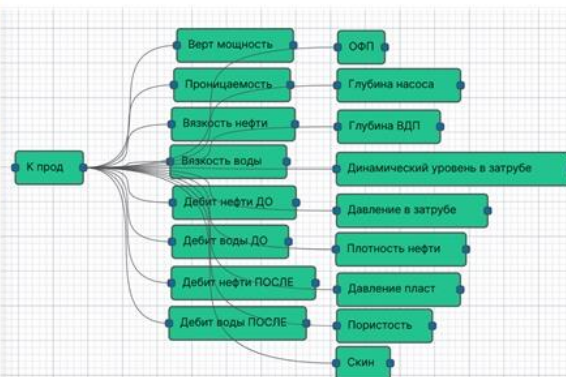 К прод
Верт мощность
Проницаемость
Вязкость нефти
Вязкость воды
Дебит нефти ДО
Дебит воды ДО
Дебит нефти ПОСЛЕ
Дебит воды ПОСЛЕ
ОФП
Глубина насоса
Глубина ВДП
Динамический уровень в затрубе
Давление в затрубе
Плотность нефти
Давление пласт
Пористость
Скин